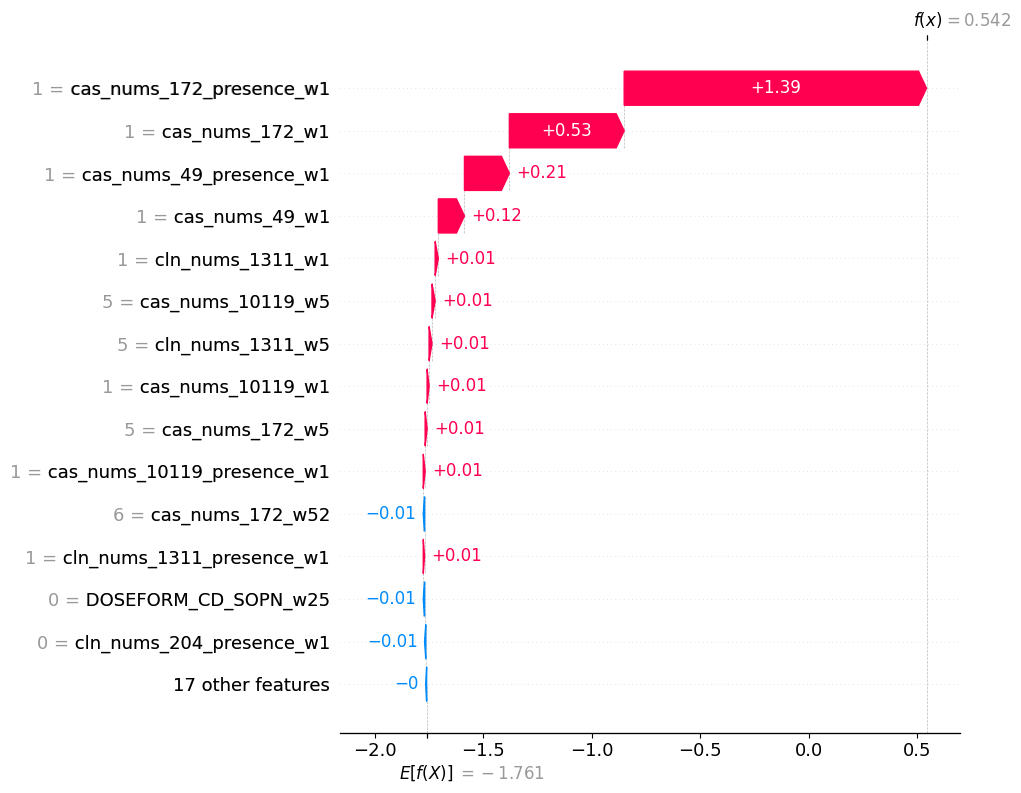 f(x) = 0.542
1 = cas_nums_172_presence_w1
+1.39
1 = cas_nums_172_w1
+0.53
1 = cas_nums_49_presence_w1
+0.21
1 = cas_nums_49_w1
+0.12
1 = cln_nums_1311_w1
+0.01
5 = cas_nums_10119_w5
+0.01
5 = cln_nums_1311_w5
+0.01
1 = cas_nums_10119_w1
+0.01
5 = cas_nums_172_w5
+0.01
1 = cas_nums_10119_presence_w1
+0.01
6 = cas_nums_172_w52
−0.01
1 = cln_nums_1311_presence_w1
+0.01
0 = DOSEFORM_CD_SOPN_w25
−0.01
0 = cln_nums_204_presence_w1
−0.01
17 other features
−0
−2.0 −1.5 −1.0 −0.5 0.0 0.5
E[f(X)] = −1.761